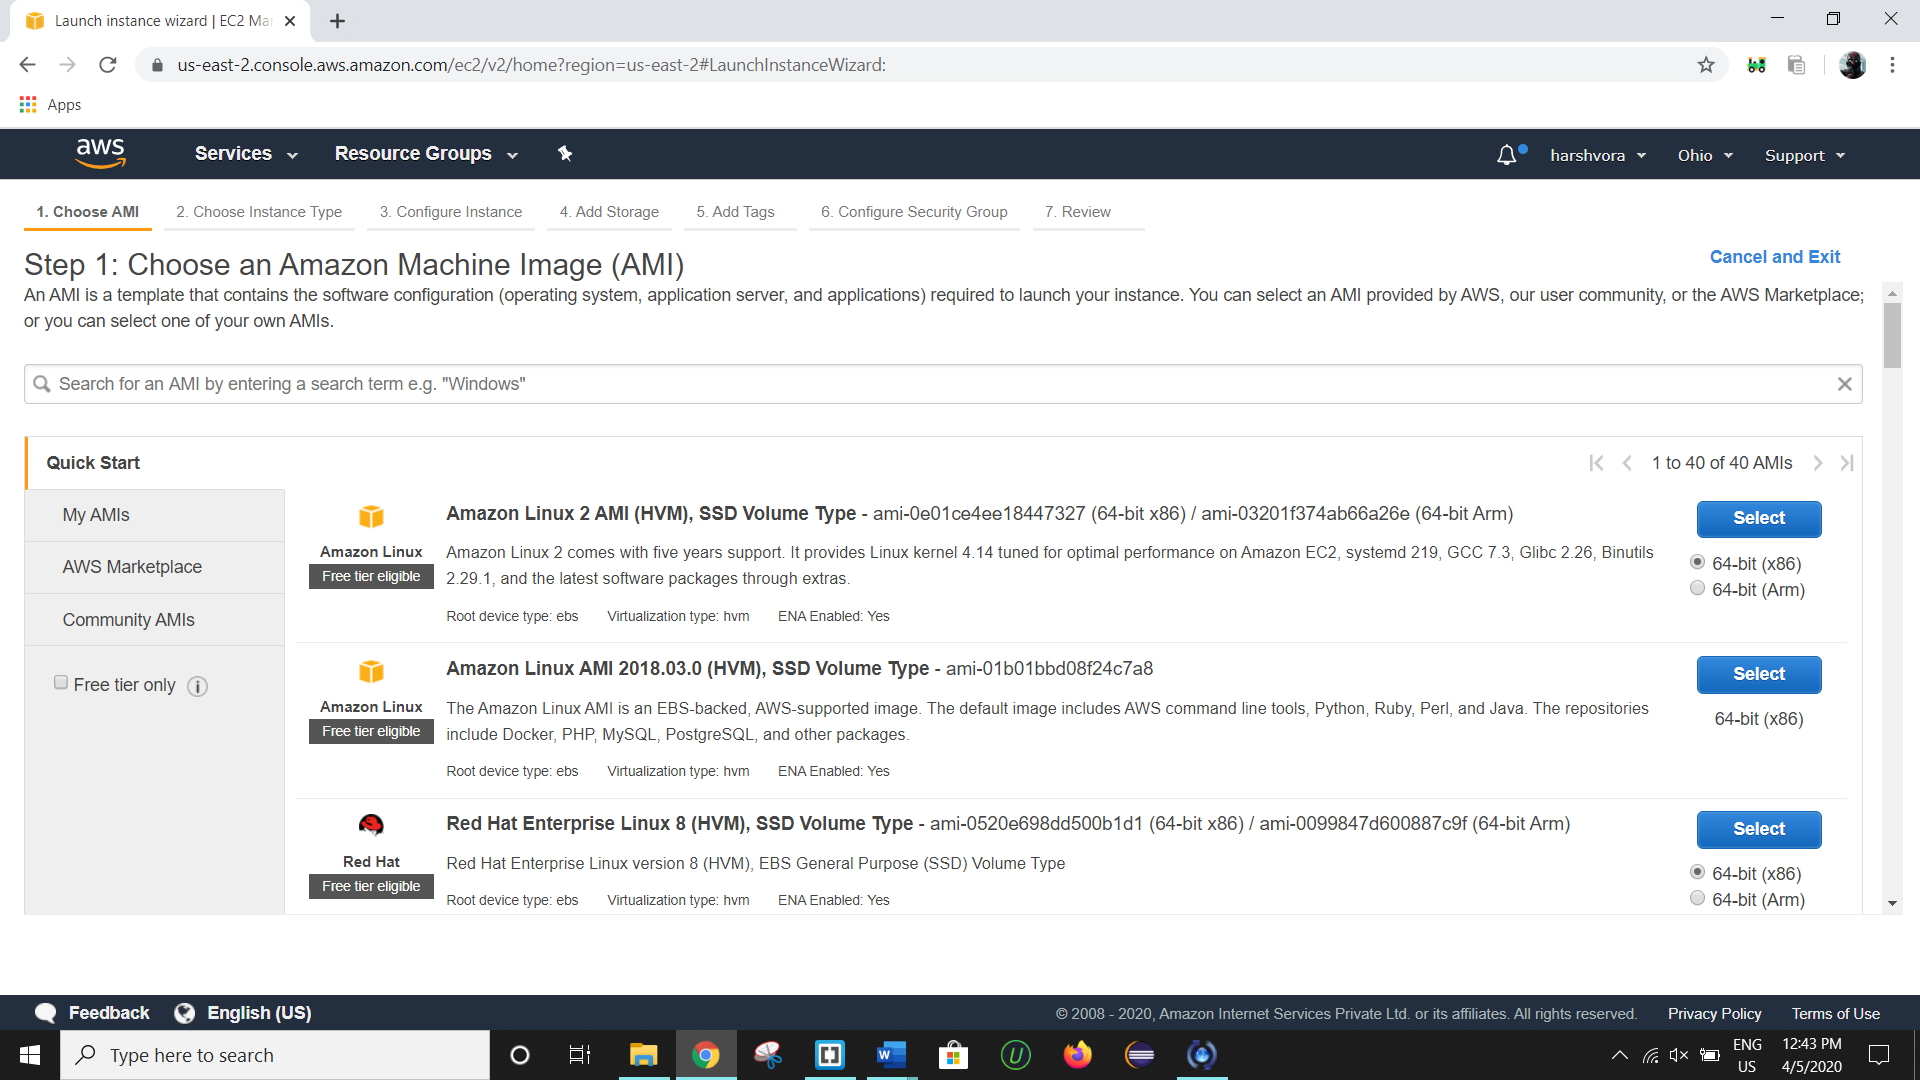 Launch instance wizard | EC2 Mar
us-east-2.console.aws.amazon.com/ec2/v2/home?region=us-east-2#LaunchInstanceWizard:
Apps
aws
Services
Resource Groups
harshvora
Ohio
Support
1. Choose AMI
2. Choose Instance Type
3. Configure Instance
4. Add Storage
5. Add Tags
6. Configure Security Group
7. Review
Step 1: Choose an Amazon Machine Image (AMI)
Cancel and Exit
An AMI is a template that contains the software configuration (operating system, application server, and applications) required to launch your instance. You can select an AMI provided by AWS, our user community, or the AWS Marketplace;
or you can select one of your own AMIs.
Search for an AMI by entering a search term e.g. "Windows"
Quick Start
1 to 40 of 40 AMIs
My AMIs
AWS Marketplace
Community AMIs
Free tier only
Amazon Linux
Free tier eligible
Amazon Linux 2 AMI (HVM), SSD Volume Type - ami-0e01ce4ee18447327 (64-bit x86) / ami-03201f374ab66a26e (64-bit Arm)
Amazon Linux 2 comes with five years support. It provides Linux kernel 4.14 tuned for optimal performance on Amazon EC2, systemd 219, GCC 7.3, Glibc 2.26, Binutils
2.29.1, and the latest software packages through extras.
Root device type: ebs Virtualization type: hvm ENA Enabled: Yes
Select
64-bit (x86)
64-bit (Arm)
Amazon Linux
Free tier eligible
Amazon Linux AMI 2018.03.0 (HVM), SSD Volume Type - ami-01b01bbd08f24c7a8
The Amazon Linux AMI is an EBS-backed, AWS-supported image. The default image includes AWS command line tools, Python, Ruby, Perl, and Java. The repositories
include Docker, PHP, MySQL, PostgreSQL, and other packages.
Root device type: ebs Virtualization type: hvm ENA Enabled: Yes
Select
64-bit (x86)
Red Hat
Free tier eligible
Red Hat Enterprise Linux 8 (HVM), SSD Volume Type - ami-0520e698dd500b1d1 (64-bit x86) / ami-0099847d600887c9f (64-bit Arm)
Red Hat Enterprise Linux version 8 (HVM), EBS General Purpose (SSD) Volume Type
Root device type: ebs Virtualization type: hvm ENA Enabled: Yes
Select
64-bit (x86)
64-bit (Arm)
Feedback
English (US)
© 2008 - 2020, Amazon Internet Services Private Ltd. or its affiliates. All rights reserved.
Privacy Policy
Terms of Use
Type here to search
ENG
US
12:43 PM
4/5/2020